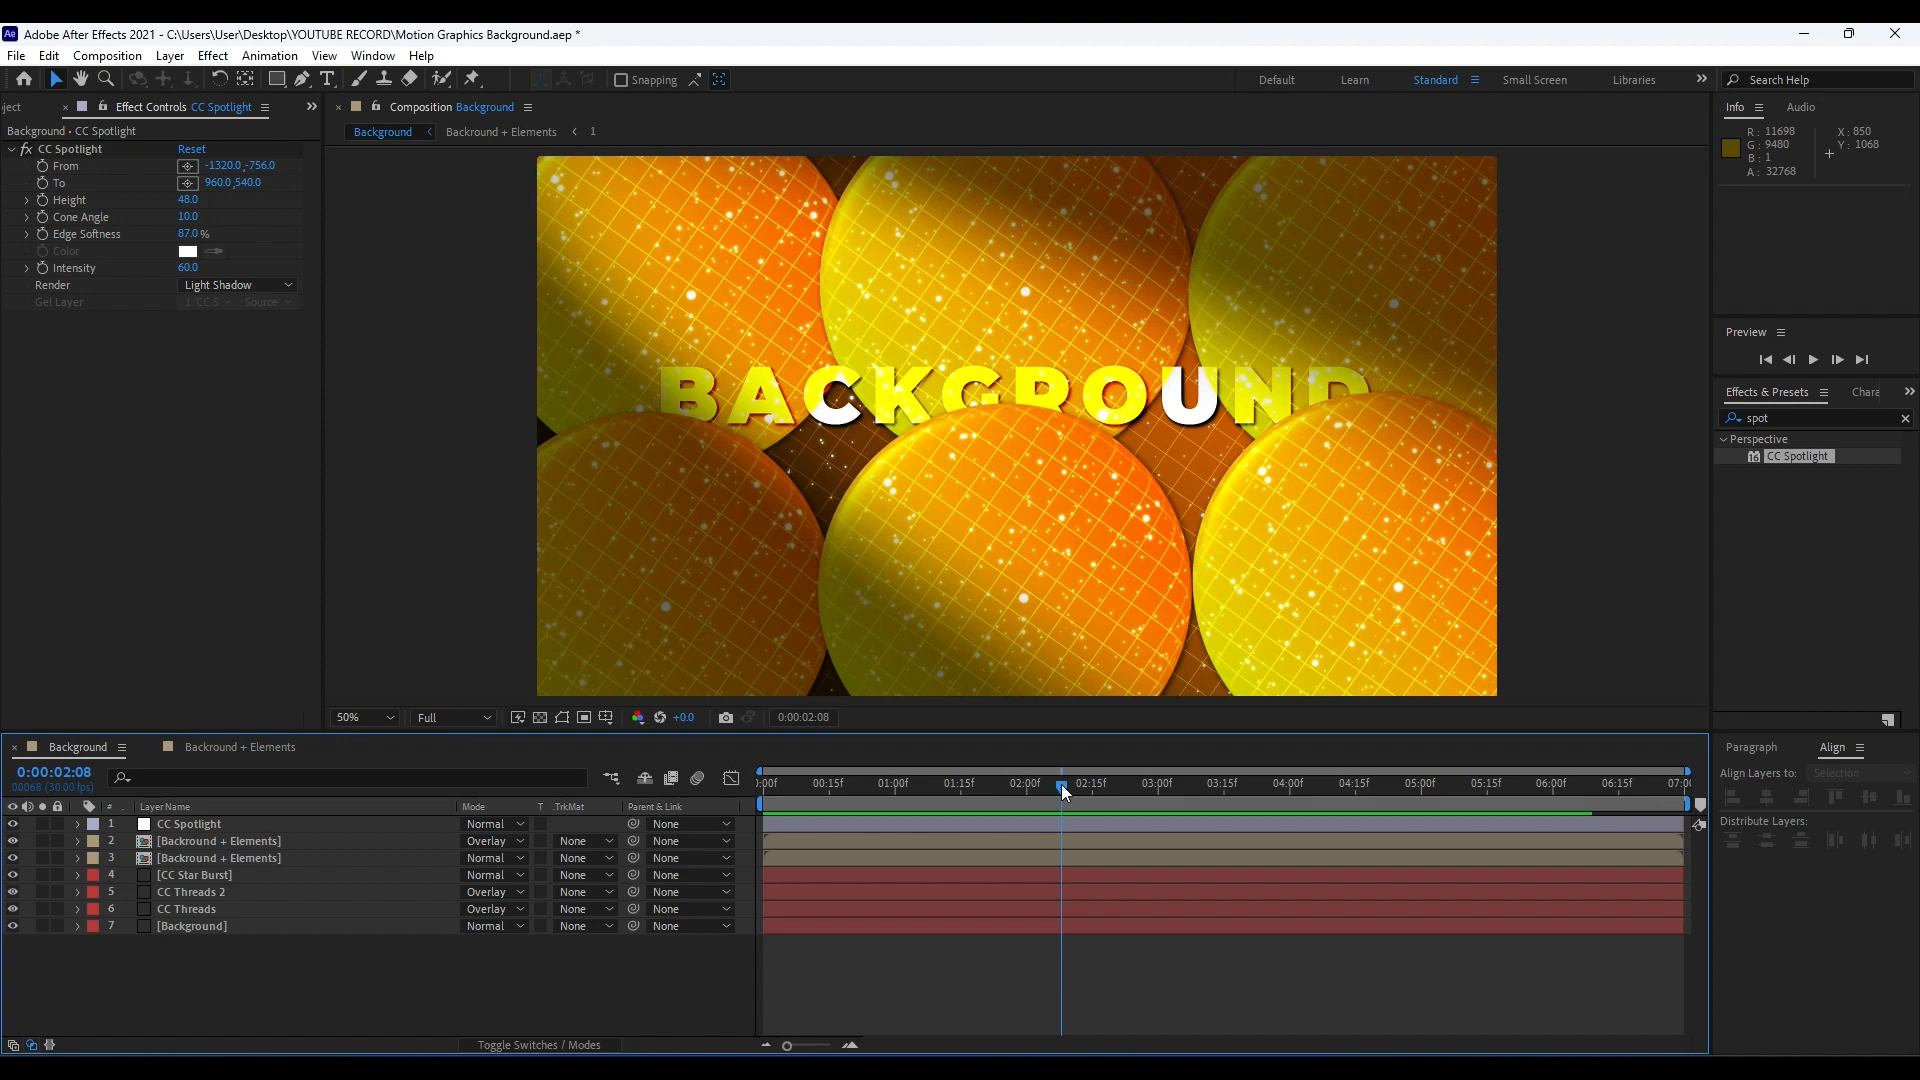 Adobe After Effects 2021 - C:\Users\User\Desktop\YOUTUBE RECORD\Motion Graphics Background.aep *
File Edit Composition Layer Effect Animation View Window Help
Snapping
Default Learn Standard Small Screen Libraries
Search Help
ject Effect Controls CC Spotlight
Composition Background
Info Audio
Background • CC Spotlight
Background Backround + Elements 1
CC Spotlight Reset
From -1320.0,-756.0
To 960.0,540.0
Height 48.0
Cone Angle 10.0
Edge Softness 87.0 %
Color
Intensity 60.0
Render Light Shadow
Gel Layer 1. CC S Source
R: 11698
G: 9480
B: 1
A: 32768
X: 850
Y: 1068
BACKGROUND
Preview
Effects & Presets Chara
spot
Perspective
CC Spotlight
50% Full +0.0 0:00:02:08
Background Backround + Elements
Paragraph Align
0:00:02:08
00068 (30.00 fps)
:00f 00:15f 01:00f 01:15f 02:00f 02:15f 03:00f 03:15f 04:00f 04:15f 05:00f 05:15f 06:00f 06:15f 07:0(
Align Layers to: Selection
Distribute Layers:
# Layer Name Mode T .TrkMat Parent & Link
1 CC Spotlight Normal None
2 [Backround + Elements] Overlay None None
3 [Backround + Elements] Normal None None
4 [CC Star Burst] Normal None None
5 CC Threads 2 Overlay None None
6 CC Threads Overlay None None
7 [Background] Normal None None
Toggle Switches / Modes